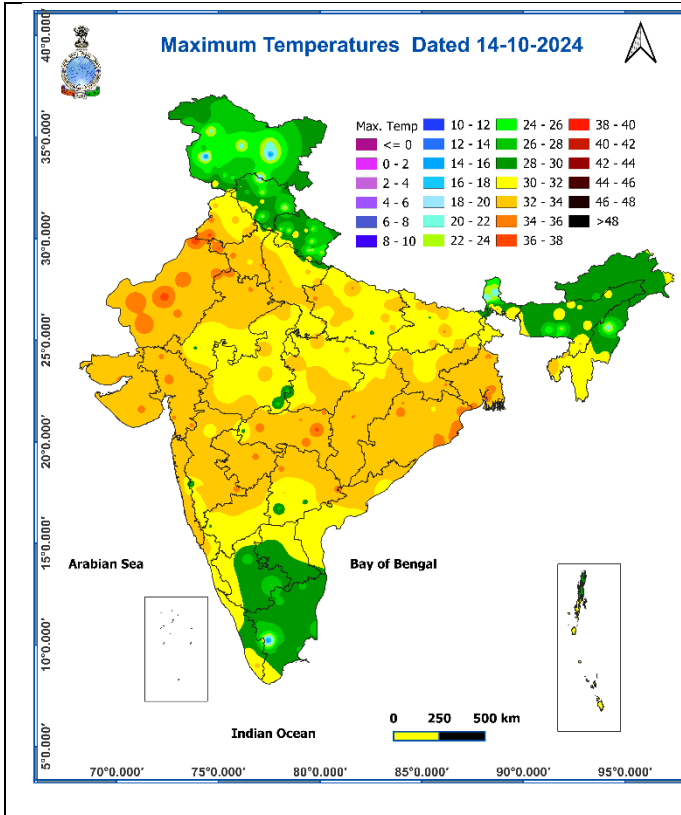 Maximum Temperatures Dated 14-10-2024
Max. Temp
<= 0
0 - 2
2 - 4
4 - 6
6 - 8
8 - 10
10 - 12
12 - 14
14 - 16
16 - 18
18 - 20
20 - 22
22 - 24
24 - 26
26 - 28
28 - 30
30 - 32
32 - 34
34 - 36
36 - 38
38 - 40
40 - 42
42 - 44
44 - 46
46 - 48
>48
40°0.000'
35°0.000'
30°0.000'
25°0.000'
20°0.000'
15°0.000'
10°0.000'
5°0.000'
Arabian Sea
Bay of Bengal
Indian Ocean
0 250 500 km
70°0.000' 75°0.000' 80°0.000' 85°0.000' 90°0.000' 95°0.000'